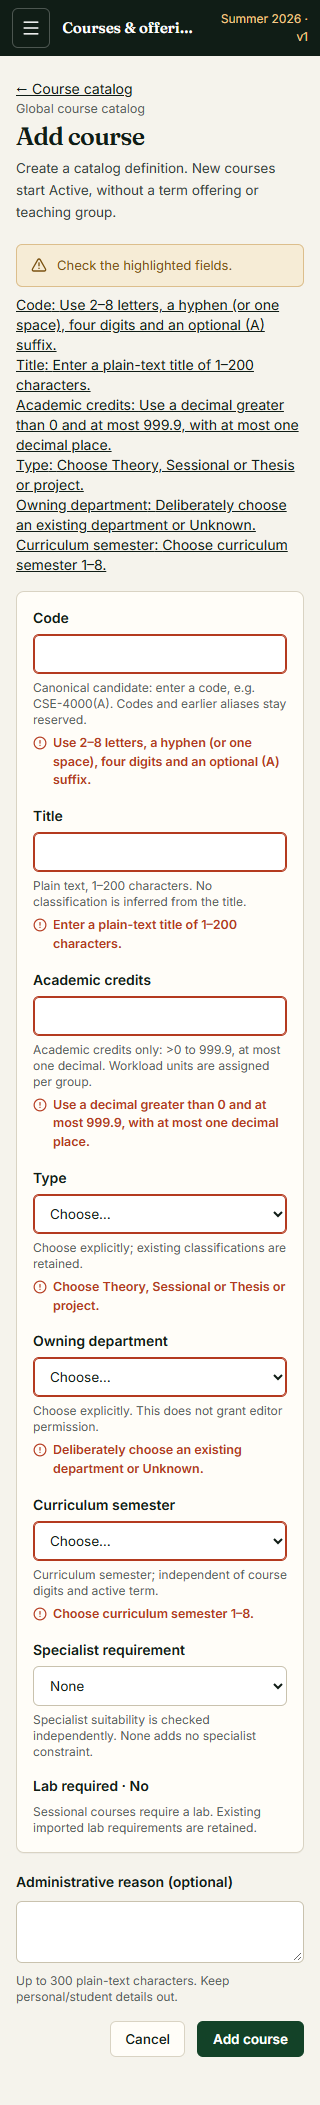 Courses & offeri...
Summer 2026 ·
v1
← Course catalog
Global course catalog
Add course
Create a catalog definition. New courses
start Active, without a term offering or
teaching group.
Check the highlighted fields.
Code: Use 2–8 letters, a hyphen (or one
space), four digits and an optional (A)
suffix.
Title: Enter a plain-text title of 1–200
characters.
Academic credits: Use a decimal greater
than 0 and at most 999.9, with at most one
decimal place.
Type: Choose Theory, Sessional or Thesis
or project.
Owning department: Deliberately choose
an existing department or Unknown.
Curriculum semester: Choose curriculum
semester 1–8.
Code
Canonical candidate: enter a code, e.g.
CSE-4000(A). Codes and earlier aliases stay
reserved.
Use 2–8 letters, a hyphen (or one
space), four digits and an optional (A)
suffix.
Title
Plain text, 1–200 characters. No
classification is inferred from the title.
Enter a plain-text title of 1–200
characters.
Academic credits
Academic credits only: >0 to 999.9, at most
one decimal. Workload units are assigned
per group.
Use a decimal greater than 0 and at
most 999.9, with at most one decimal
place.
Type
Choose...
Choose explicitly; existing classifications are
retained.
Choose Theory, Sessional or Thesis or
project.
Owning department
Choose...
Choose explicitly. This does not grant editor
permission.
Deliberately choose an existing
department or Unknown.
Curriculum semester
Choose...
Curriculum semester; independent of course
digits and active term.
Choose curriculum semester 1–8.
Specialist requirement
None
Specialist suitability is checked
independently. None adds no specialist
constraint.
Lab required · No
Sessional courses require a lab. Existing
imported lab requirements are retained.
Administrative reason (optional)
Up to 300 plain-text characters. Keep
personal/student details out.
Cancel
Add course